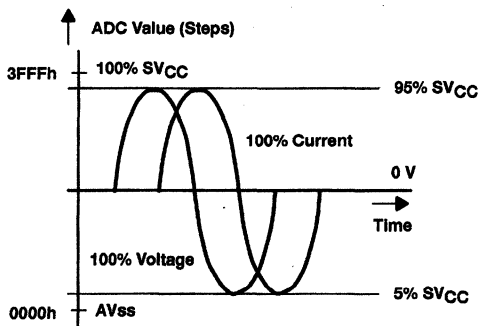 ADC Value (Steps)
3FFFh
100% SVCC
95% SVCC
100% Current
0 V
Time
100% Voltage
5% SVCC
0000h
AVss